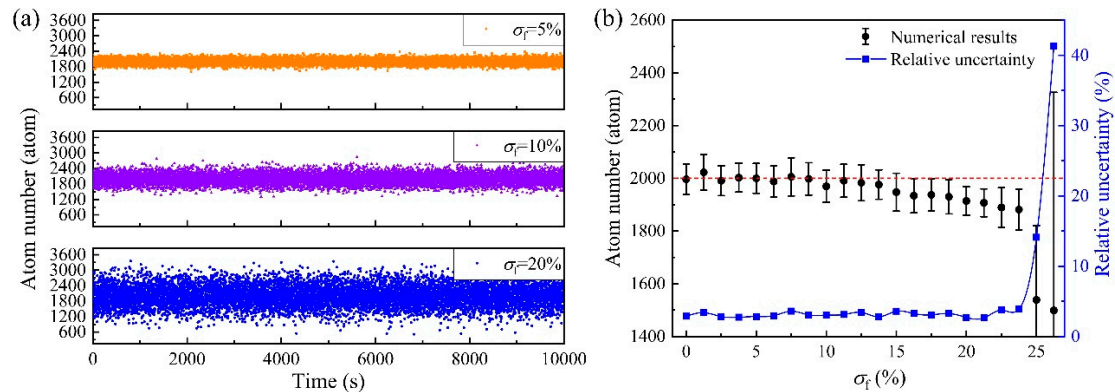 (a)
Atom number (atom)
3600
3000
2400
1800
1200
600
σf=5%
3600
3000
2400
1800
1200
600
σf=10%
3600
3000
2400
1800
1200
600
σf=20%
0 2000 4000 6000 8000 10000
Time (s)
(b)
Atom number (atom)
2600
2400
2200
2000
1800
1600
1400
Numerical results
Relative uncertainty
40
30
20
10
0
Relative uncertainty (%)
0 5 10 15 20 25
σf (%)